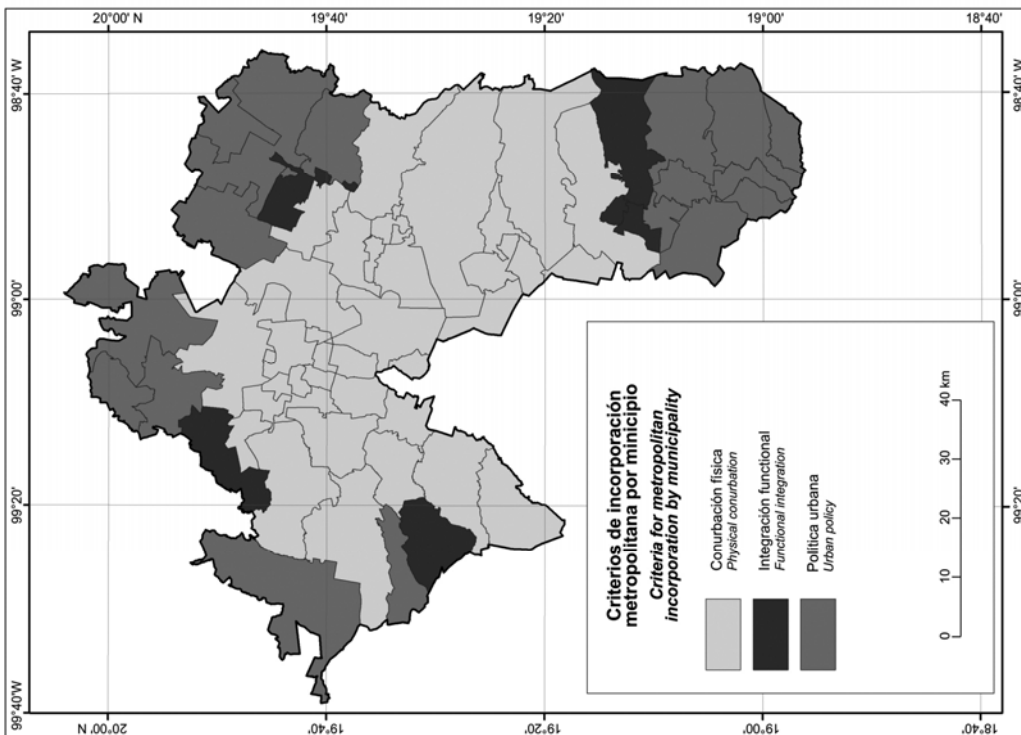 20°00' N
19°40'
19°20'
19°00'
18°40'
99°40' W
99°20'
99°00'
98°40' W
Criterios de incorporación
metropolitana por minicipio
Criteria for metropolitan
incorporation by municipality
Conurbación física
Physical conurbation
Integración functional
Functional integration
Política urbana
Urban policy
0
10
20
30
40 km
99°20'
99°00'
98°40'
20°00' N
19°40'
19°20'
19°00'
18°40'